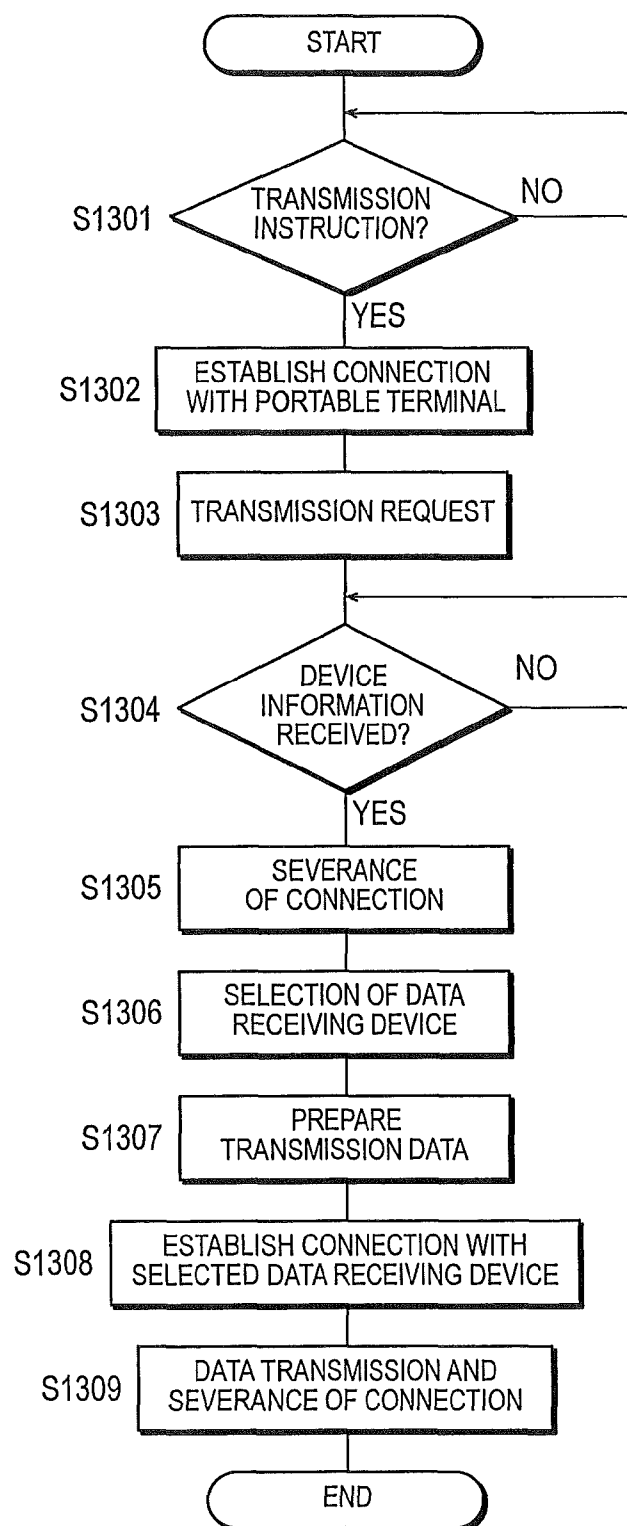 START
S1301
TRANSMISSION
INSTRUCTION?
NO
YES
S1302
ESTABLISH CONNECTION
WITH PORTABLE TERMINAL
S1303
TRANSMISSION REQUEST
S1304
DEVICE
INFORMATION
RECEIVED?
NO
YES
S1305
SEVERANCE
OF CONNECTION
S1306
SELECTION OF DATA
RECEIVING DEVICE
S1307
PREPARE
TRANSMISSION DATA
S1308
ESTABLISH CONNECTION WITH
SELECTED DATA RECEIVING DEVICE
S1309
DATA TRANSMISSION AND
SEVERANCE OF CONNECTION
END